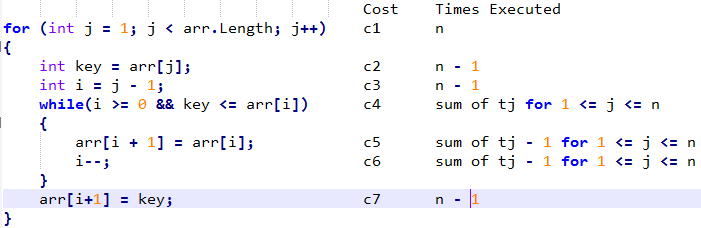 Cost Times Executed
for (int j = 1; j < arr.Length; j++) c1 n
{
int key = arr[j]; c2 n - 1
int i = j - 1; c3 n - 1
while(i >= 0 && key <= arr[i]) c4 sum of tj for 1 <= j <= n
{
arr[i + 1] = arr[i]; c5 sum of tj - 1 for 1 <= j <= n
i--; c6 sum of tj - 1 for 1 <= j <= n
}
arr[i+1] = key; c7 n - 1
}